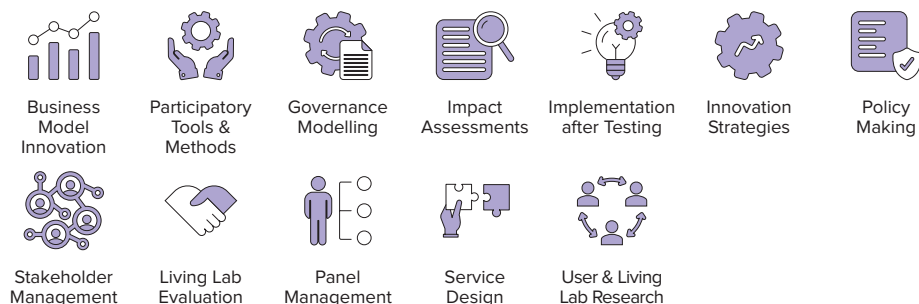 Business
Model
Innovation
Participatory
Tools &
Methods
Governance
Modelling
Impact
Assessments
Implementation
after Testing
Innovation
Strategies
Policy
Making
Stakeholder
Management
Living Lab
Evaluation
Panel
Management
Service
Design
User & Living
Lab Research